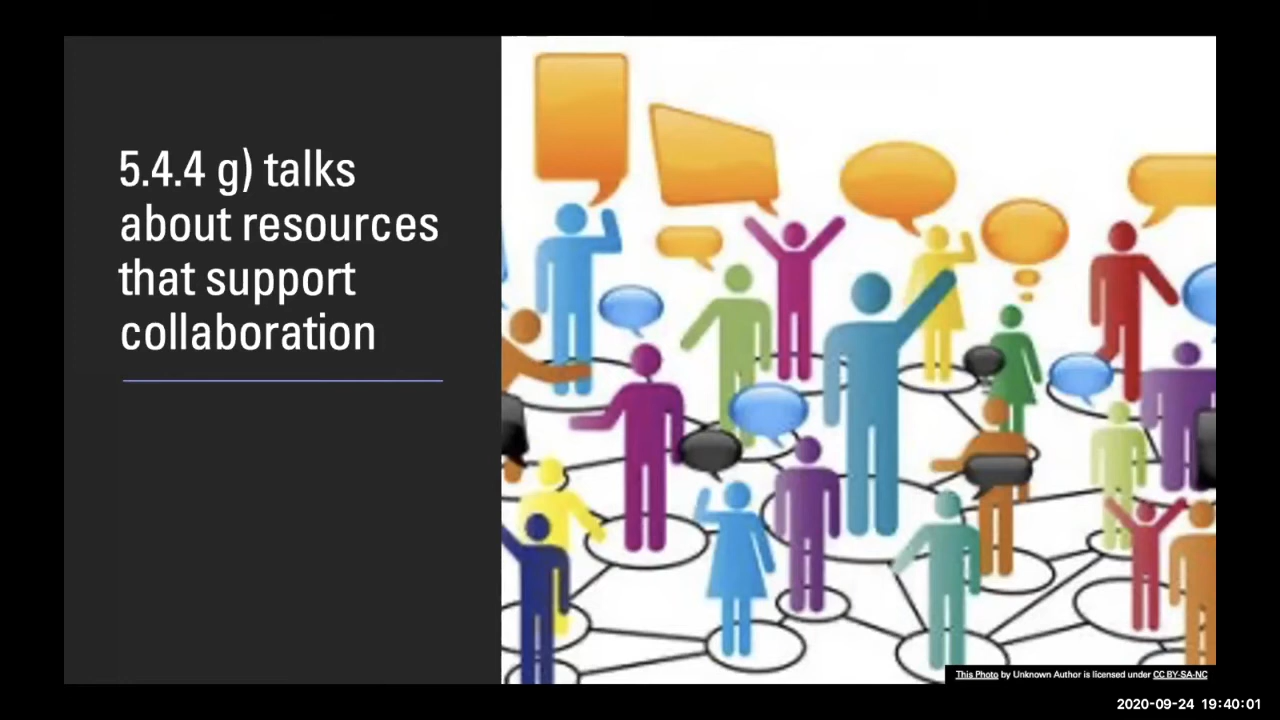 5.4.4 g) talks
about resources
that support
collaboration
This Photo by Unknown Author is licensed under CC BY-SA-NC
2020-09-24 19:40:01